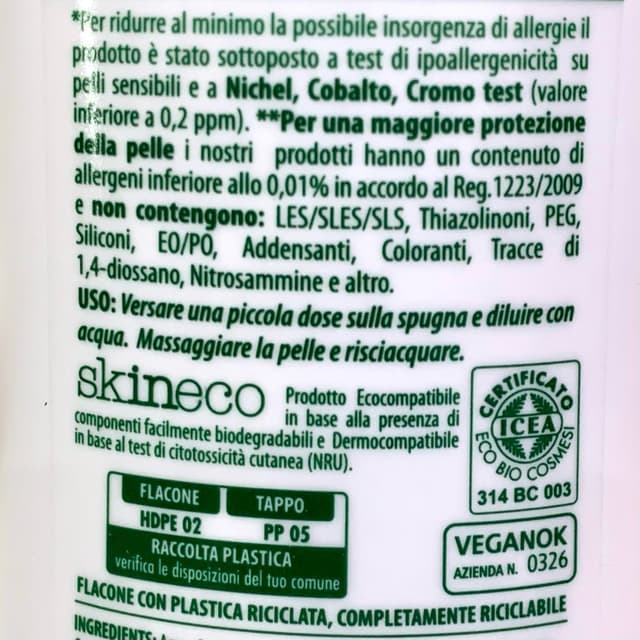 *Per ridurre al minimo la possibile insorgenza di allergie il
prodotto è stato sottoposto a test di ipoallergenicità su
pelli sensibili e a Nichel, Cobalto, Cromo test (valore
inferiore a 0,2 ppm). **Per una maggiore protezione
della pelle i nostri prodotti hanno un contenuto di
allergeni inferiore allo 0,01% in accordo al Reg.1223/2009
e non contengono: LES/SLES/SLS, Thiazolinoni, PEG,
Siliconi, EO/PO, Addensanti, Coloranti, Tracce di
1,4-diossano, Nitrosammine e altro.
USO: Versare una piccola dose sulla spugna e diluire con
acqua. Massaggiare la pelle e risciacquare.
skineco Prodotto Ecocompatibile
in base alla presenza di
componenti facilmente biodegradabili e Dermocompatibile
in base al test di citotossicità cutanea (NRU).
CERTIFICATO
ICEA
ECO BIO COSMESI
314 BC 003
FLACONE TAPPO
HDPE 02 PP 05
RACCOLTA PLASTICA
verifica le disposizioni del tuo comune
VEGANOK
AZIENDA N. 0326
FLACONE CON PLASTICA RICICLATA, COMPLETAMENTE RICICLABILE
INGREDIENTS: